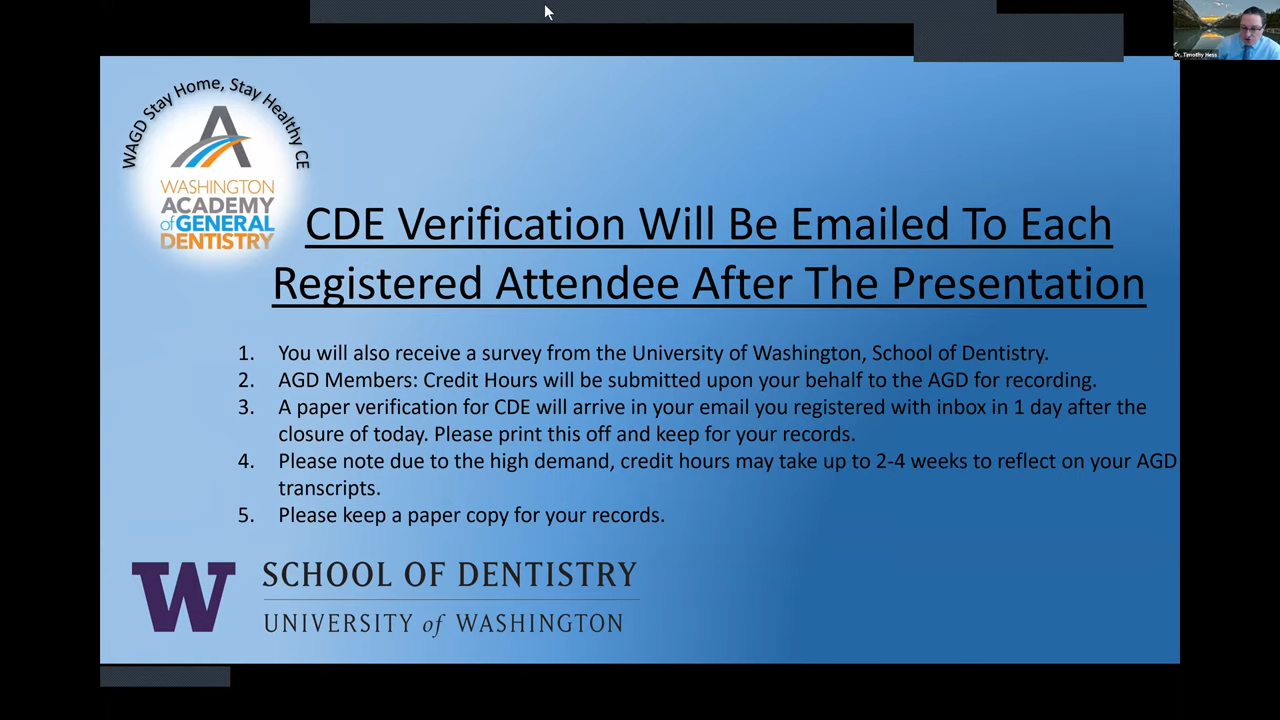 Dr. Timothy Hess
WAGD Stay Home, Stay Healthy CE
WASHINGTON
ACADEMY
of GENERAL
DENTISTRY
CDE Verification Will Be Emailed To Each
Registered Attendee After The Presentation
1. You will also receive a survey from the University of Washington, School of Dentistry.
2. AGD Members: Credit Hours will be submitted upon your behalf to the AGD for recording.
3. A paper verification for CDE will arrive in your email you registered with inbox in 1 day after the
closure of today. Please print this off and keep for your records.
4. Please note due to the high demand, credit hours may take up to 2-4 weeks to reflect on your AGD
transcripts.
5. Please keep a paper copy for your records.
W
SCHOOL OF DENTISTRY
UNIVERSITY of WASHINGTON